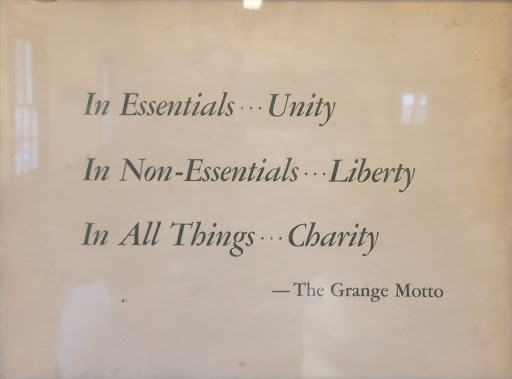 In Essentials ··· Unity
In Non-Essentials ··· Liberty
In All Things ··· Charity
—The Grange Motto